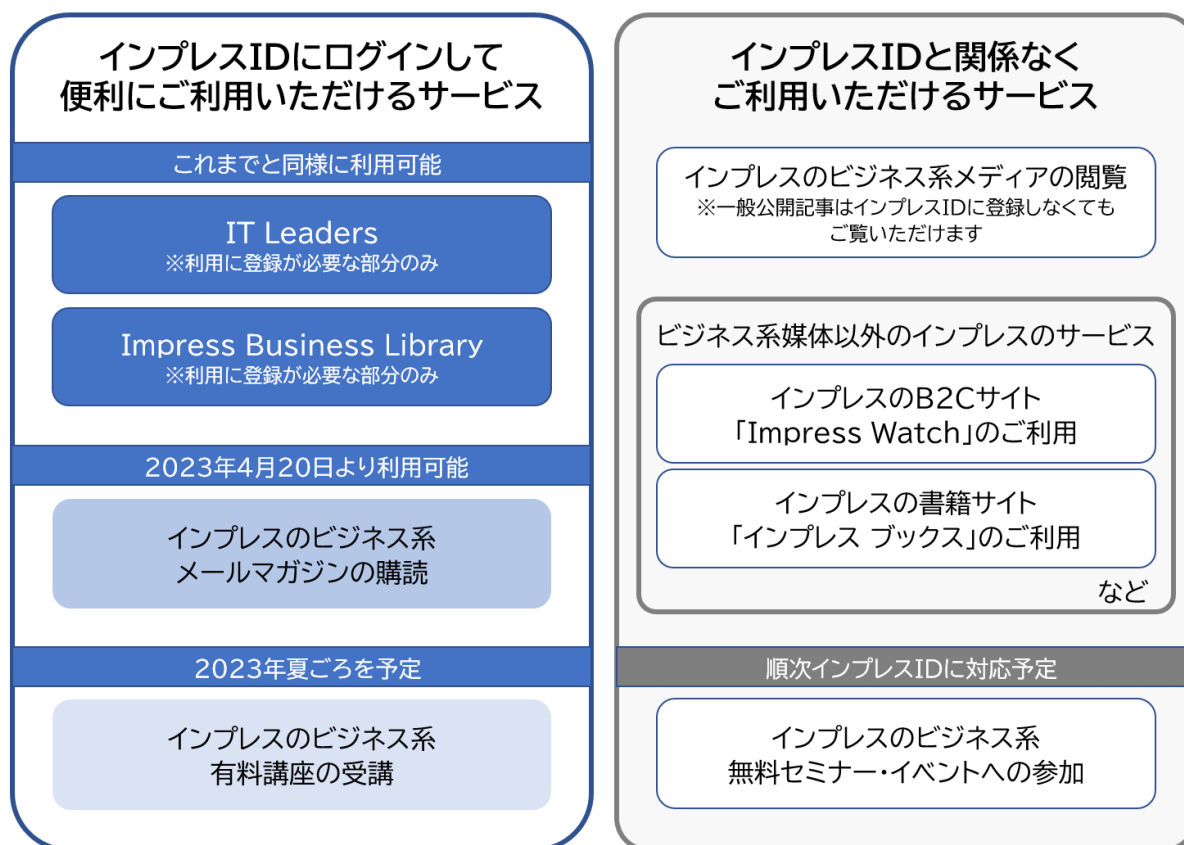 インプレスIDにログインして
便利にご利用いただけるサービス
これまでと同様に利用可能
IT Leaders
※利用に登録が必要な部分のみ
Impress Business Library
※利用に登録が必要な部分のみ
2023年4月20日より利用可能
インプレスのビジネス系
メールマガジンの購読
2023年夏ごろを予定
インプレスのビジネス系
有料講座の受講
インプレスIDと関係なく
ご利用いただけるサービス
インプレスのビジネス系メディアの閲覧
※一般公開記事はインプレスIDに登録しなくても
ご覧いただけます
ビジネス系媒体以外のインプレスのサービス
インプレスのB2Cサイト
「Impress Watch」のご利用
インプレスの書籍サイト
「インプレス ブックス」のご利用
など
順次インプレスIDに対応予定
インプレスのビジネス系
無料セミナー・イベントへの参加